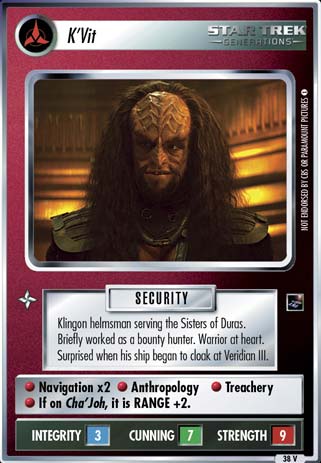 K'Vit
STAR TREK
GENERATIONS
NOT ENDORSED BY CBS OR PARAMOUNT PICTURES
SECURITY
Klingon helmsman serving the Sisters of Duras.
Briefly worked as a bounty hunter. Warrior at heart.
Surprised when his ship began to cloak at Veridian III.
Navigation x2 Anthropology Treachery
If on Cha'Joh, it is RANGE +2.
INTEGRITY 3 CUNNING 7 STRENGTH 9
38 V